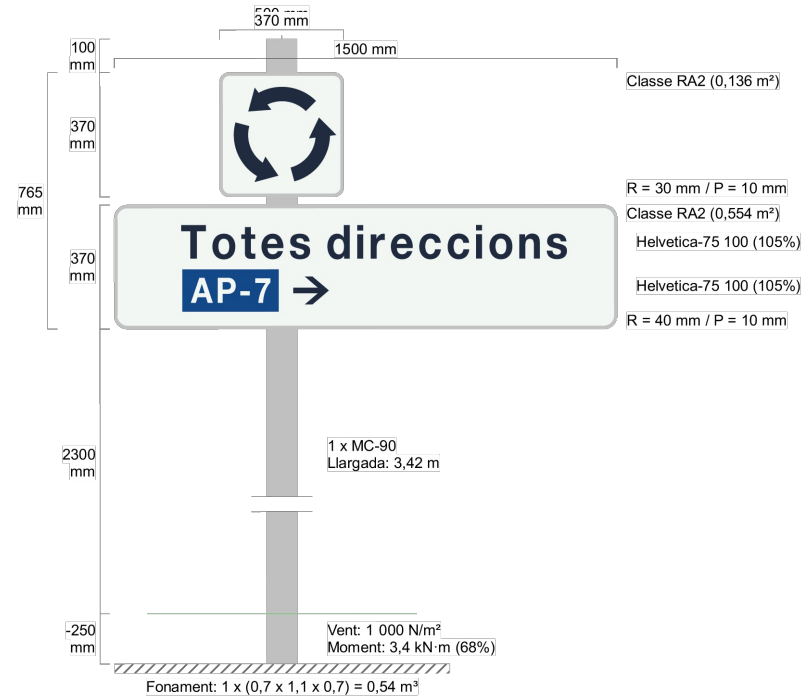 370 mm
100
mm
1500 mm
Classe RA2 (0,136 m²)
370
mm
765
mm
R = 30 mm / P = 10 mm
Classe RA2 (0,554 m²)
Totes direccions
Helvetica-75 100 (105%)
370
mm
AP-7
Helvetica-75 100 (105%)
R = 40 mm / P = 10 mm
1 x MC-90
Llargada: 3,42 m
2300
mm
-250
mm
Vent: 1 000 N/m²
Moment: 3,4 kN·m (68%)
Fonament: 1 x (0,7 x 1,1 x 0,7) = 0,54 m³